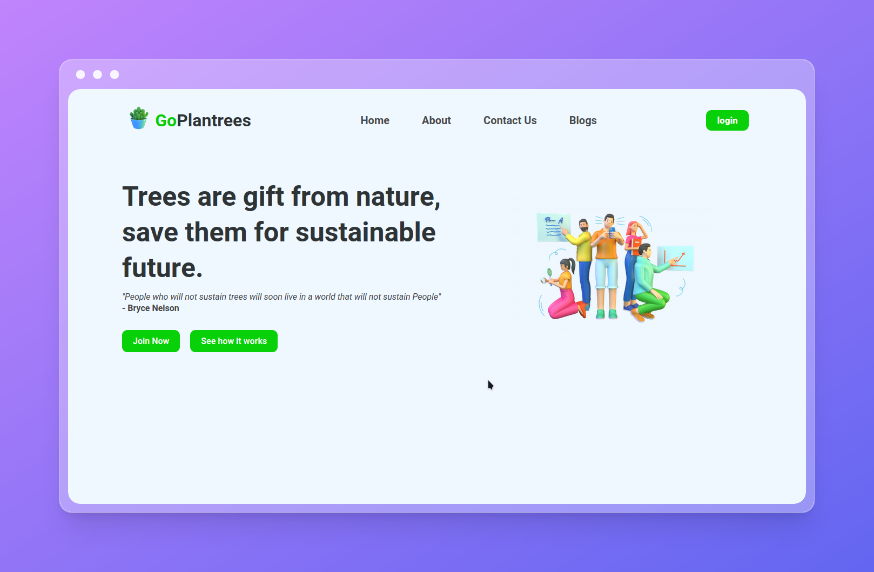 GoPlantrees
Home
About
Contact Us
Blogs
login
Trees are gift from nature,
save them for sustainable
future.
"People who will not sustain trees will soon live in a world that will not sustain People"
- Bryce Nelson
Join Now
See how it works